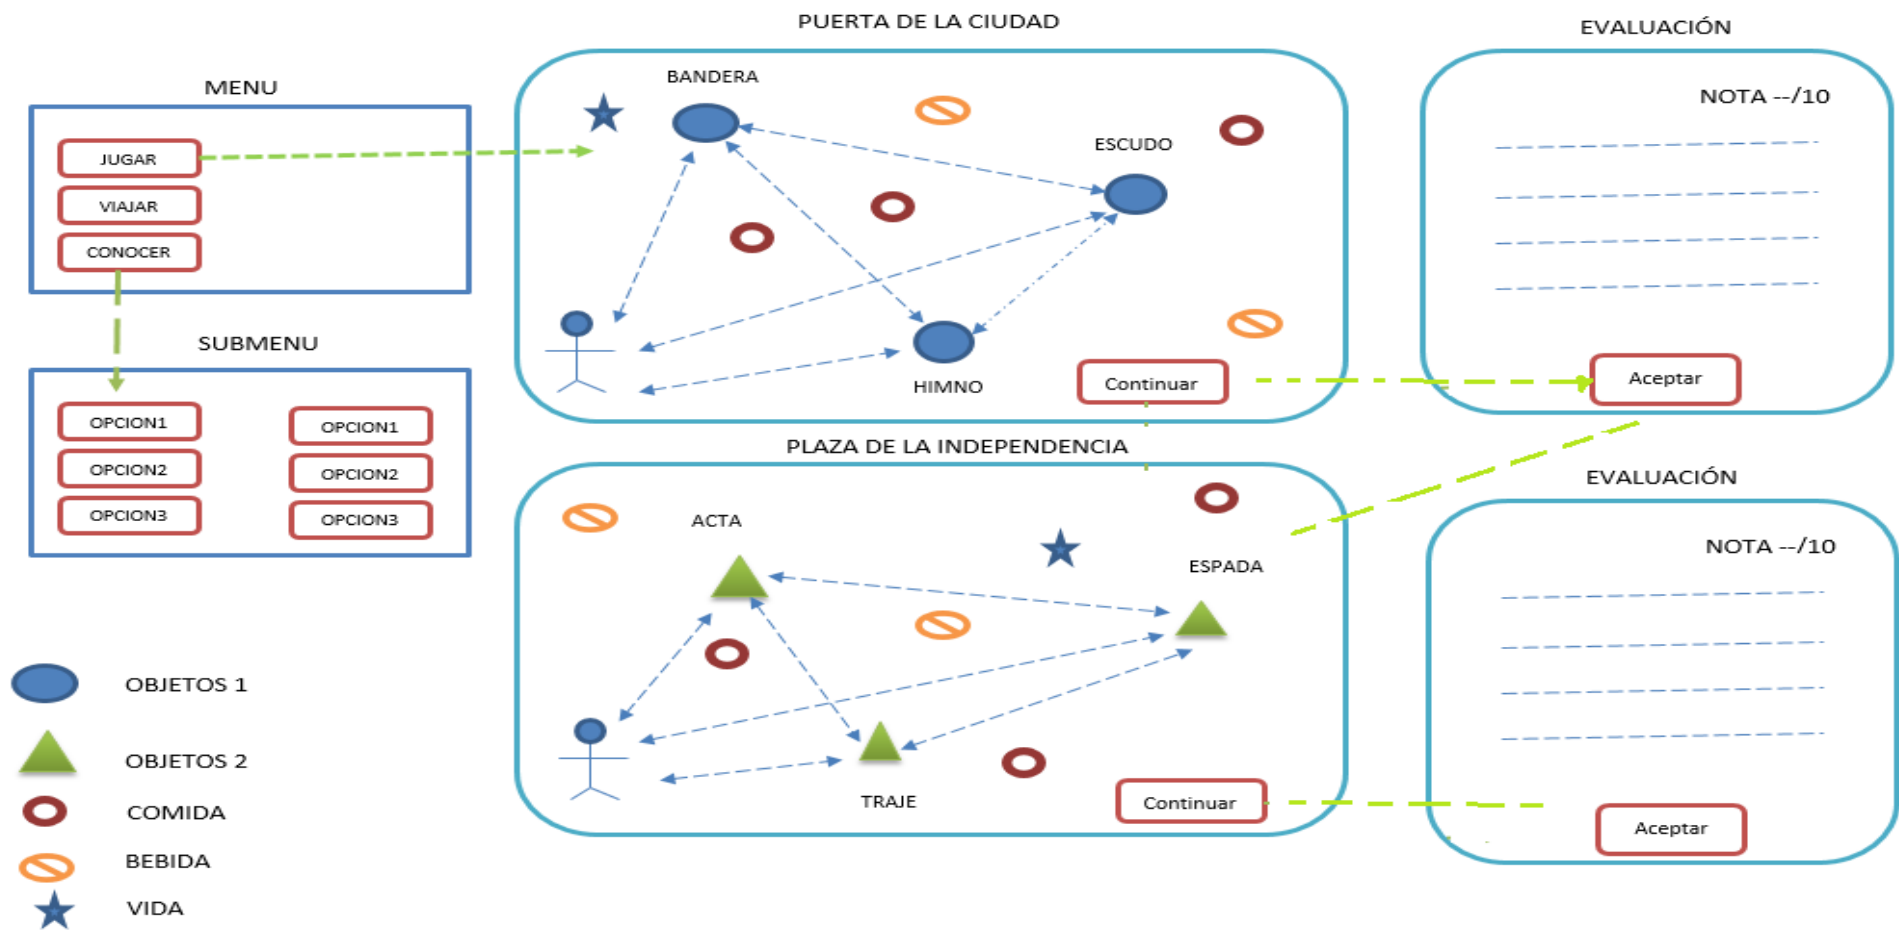 MENU
JUGAR
VIAJAR
CONOCER
SUBMENU
OPCION1
OPCION2
OPCION3
OPCION1
OPCION2
OPCION3
OBJETOS 1
OBJETOS 2
COMIDA
BEBIDA
VIDA
PUERTA DE LA CIUDAD
BANDERA
ESCUDO
HIMNO
Continuar
PLAZA DE LA INDEPENDENCIA
ACTA
ESPADA
TRAJE
Continuar
EVALUACIÓN
NOTA --/10
Aceptar
EVALUACIÓN
NOTA --/10
Aceptar